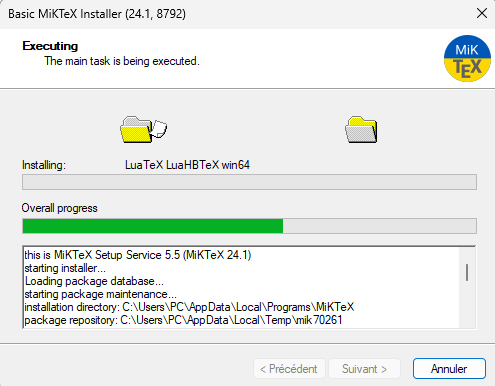 Basic MiKTeX Installer (24.1, 8792)
Executing
The main task is being executed.
MiK
TEX
Installing: LuaTeX LuaHBTeX win64
Overall progress
this is MiKTeX Setup Service 5.5 (MiKTeX 24.1)
starting installer...
Loading package database...
starting package maintenance...
installation directory: C:\Users\PC\AppData\Local\Programs\MiKTeX
package repository: C:\Users\PC\AppData\Local\Temp\mik70261
< Précédent Suivant > Annuler